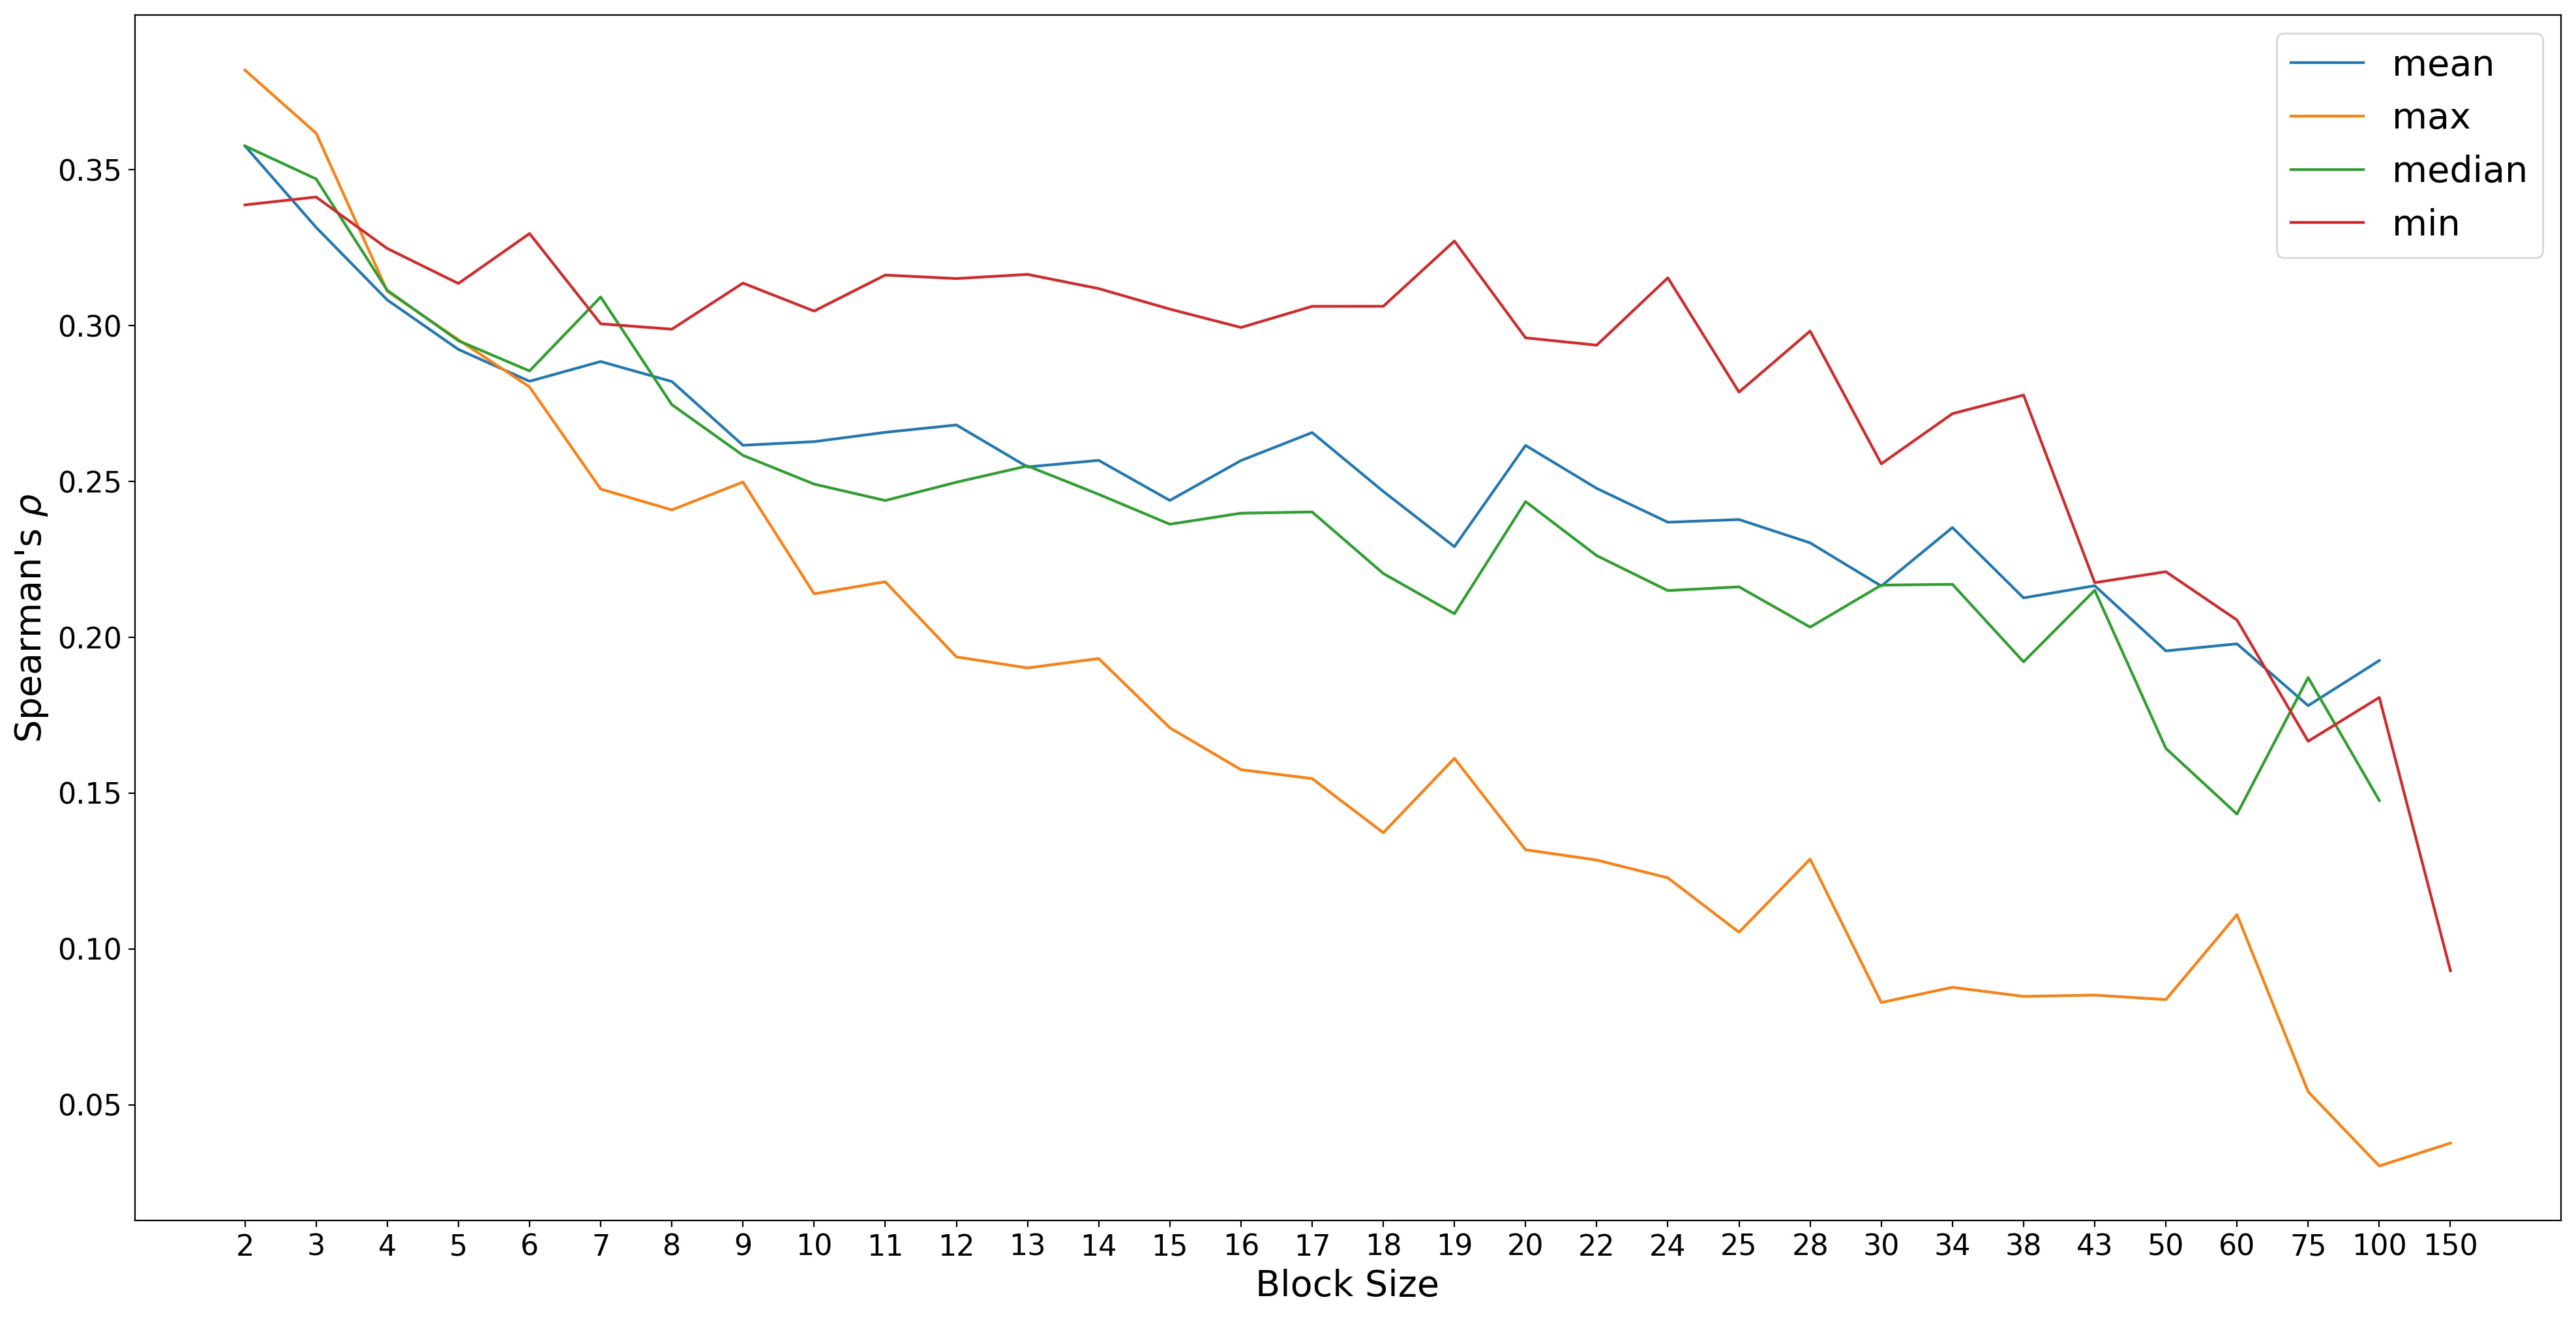 mean
max
median
min
0.35
0.30
0.25
0.20
0.15
0.10
0.05
Spearman's ρ
2 3 4 5 6 7 8 9 10 11 12 13 14 15 16 17 18 19 20 22 24 25 28 30 34 38 43 50 60 75 100 150
Block Size